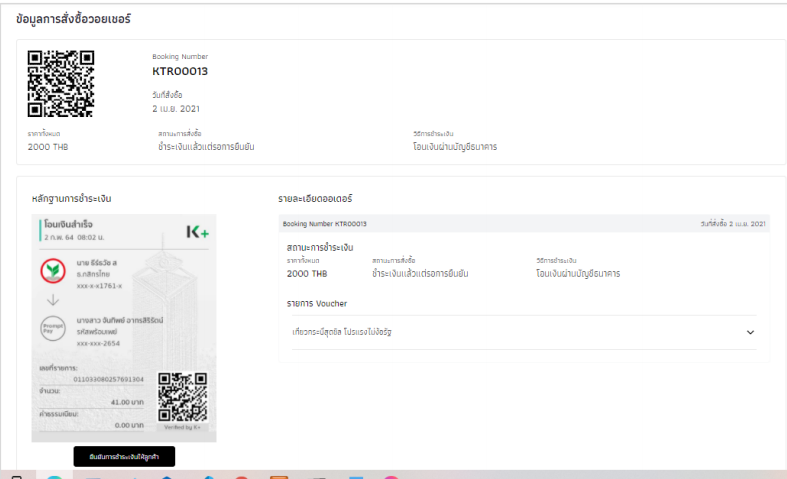 ข้อมูลการสั่งซื้อวอยเชอร์
Booking Number
KTR00013
วันที่สั่งซื้อ
2 เม.ย. 2021
ราคาทั้งหมด
สถานะการสั่งซื้อ
วิธีการชำระเงิน
2000 THB
ชำระเงินแล้วแต่รอการยืนยัน
โอนเงินผ่านบัญชีธนาคาร
หลักฐานการชำระเงิน
โอนเงินสำเร็จ
2 ก.พ. 64 08:02 น.
K+
นาย ธีร์ธวัช ส
ธ.กสิกรไทย
xxx-x-x1761-x
Prompt Pay
นางสาว จันทิพย์ อาภรสิริรัตน์
รหัสพร้อมเพย์
xxx-xxx-2654
เลขที่รายการ:
011033080257691304
จำนวน:
41.00 บาท
ค่าธรรมเนียม:
0.00 บาท
Verified by K+
ยืนยันการชำระเงินให้ลูกค้า
รายละเอียดออเดอร์
Booking Number KTR00013
วันที่สั่งซื้อ 2 เม.ย. 2021
สถานะการชำระเงิน
ราคาทั้งหมด
สถานะการสั่งซื้อ
วิธีการชำระเงิน
2000 THB
ชำระเงินแล้วแต่รอการยืนยัน
โอนเงินผ่านบัญชีธนาคาร
รายการ Voucher
เที่ยวกระบี่สุดชิล โปรแรงไม่ง้อรัฐ